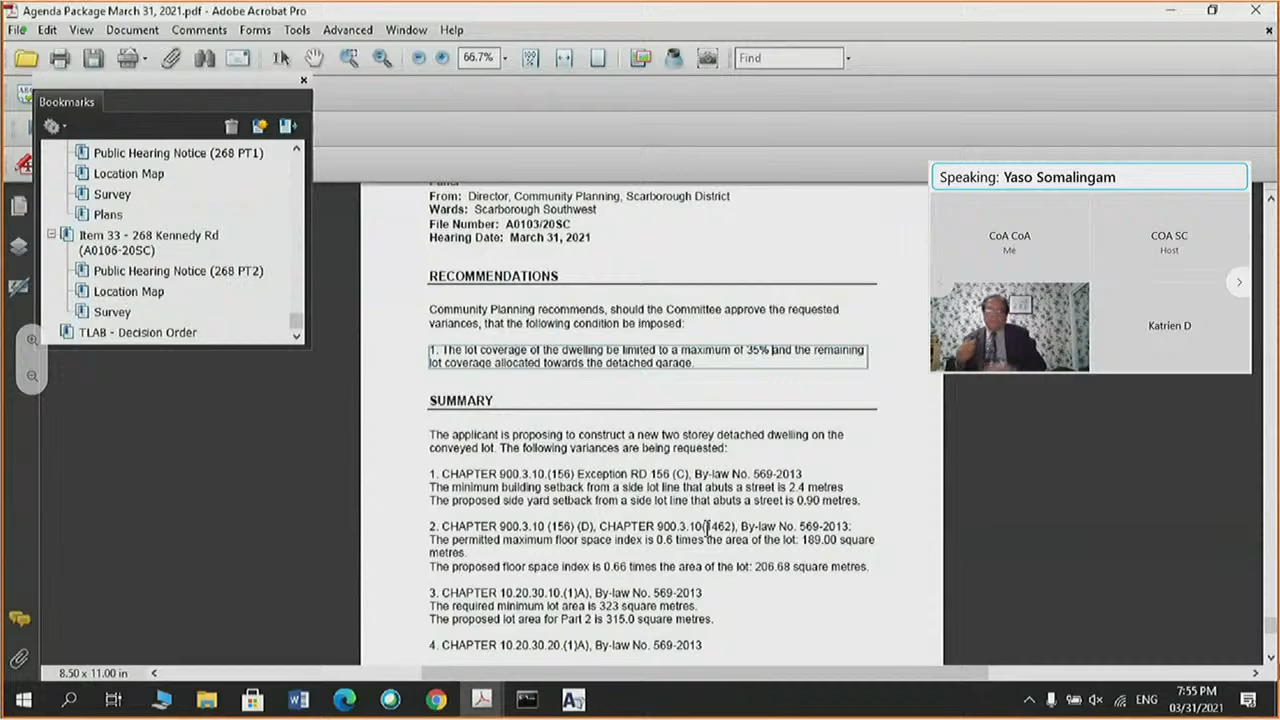 Agenda Package March 31, 2021.pdf - Adobe Acrobat Pro
File Edit View Document Comments Forms Tools Advanced Window Help
66.7% Find
Bookmarks
Public Hearing Notice (268 PT1)
Location Map
Survey
Plans
Item 33 - 268 Kennedy Rd
(A0106-20SC)
Public Hearing Notice (268 PT2)
Location Map
Survey
TLAB - Decision Order
From: Director, Community Planning, Scarborough District
Wards: Scarborough Southwest
File Number: A0103/20SC
Hearing Date: March 31, 2021
RECOMMENDATIONS
Community Planning recommends, should the Committee approve the requested
variances, that the following condition be imposed:
1. The lot coverage of the dwelling be limited to a maximum of 35% and the remaining
lot coverage allocated towards the detached garage.
SUMMARY
The applicant is proposing to construct a new two storey detached dwelling on the
conveyed lot. The following variances are being requested:
1. CHAPTER 900.3.10.(156) Exception RD 156 (C), By-law No. 569-2013
The minimum building setback from a side lot line that abuts a street is 2.4 metres
The proposed side yard setback from a side lot line that abuts a street is 0.90 metres.
2. CHAPTER 900.3.10 (156) (D), CHAPTER 900.3.10(1462), By-law No. 569-2013:
The permitted maximum floor space index is 0.6 times the area of the lot: 189.00 square
metres.
The proposed floor space index is 0.66 times the area of the lot: 206.68 square metres.
3. CHAPTER 10.20.30.10.(1)A), By-law No. 569-2013
The required minimum lot area is 323 square metres.
The proposed lot area for Part 2 is 315.0 square metres.
4. CHAPTER 10.20.30.20.(1)A), By-law No. 569-2013
Speaking: Yaso Somalingam
CoA CoA
Me
COA SC
Host
Katrien D
8.50 x 11.00 in
ENG
7:55 PM
03/31/2021